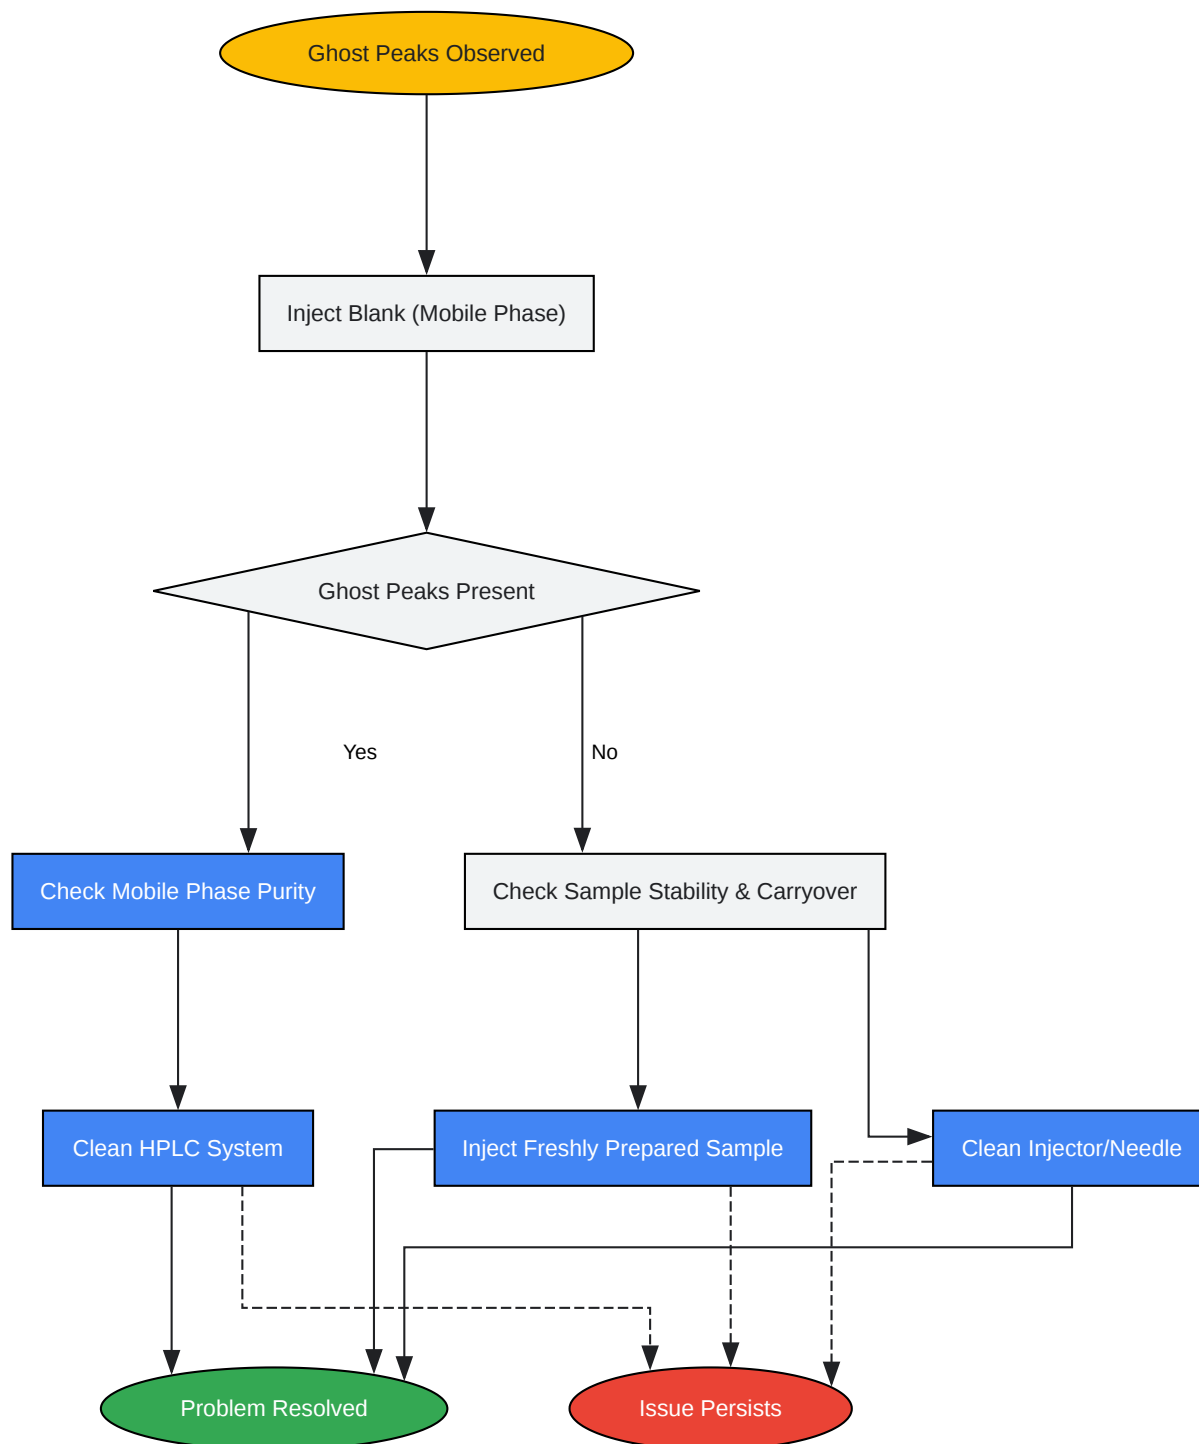 Ghost Peaks Observed
Inject Blank (Mobile Phase)
Ghost Peaks Present
Yes
No
Check Mobile Phase Purity
Check Sample Stability & Carryover
Clean HPLC System
Inject Freshly Prepared Sample
Clean Injector/Needle
Problem Resolved
Issue Persists